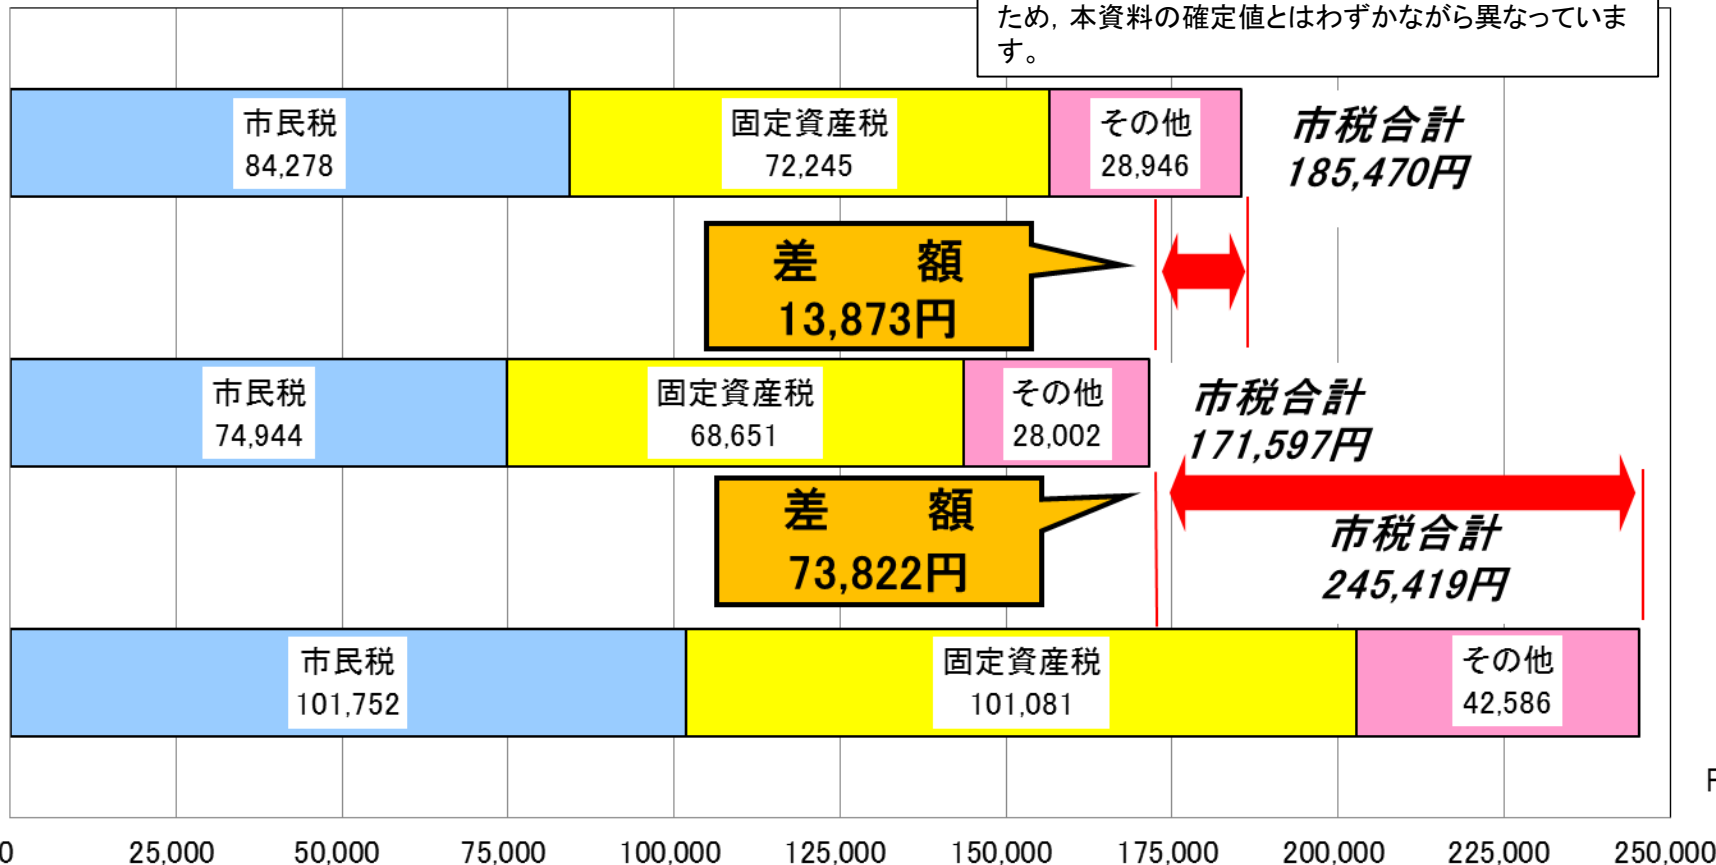 ため，本資料の確定値とはわずかながら異なっていま
す。
市民税
84,278
固定資産税
72,245
その他
28,946
市税合計
185,470円
差　額
13,873円
市民税
74,944
固定資産税
68,651
その他
28,002
市税合計
171,597円
差　額
73,822円
市税合計
245,419円
市民税
101,752
固定資産税
101,081
その他
42,586
0 25,000 50,000 75,000 100,000 125,000 150,000 175,000 200,000 225,000 250,000